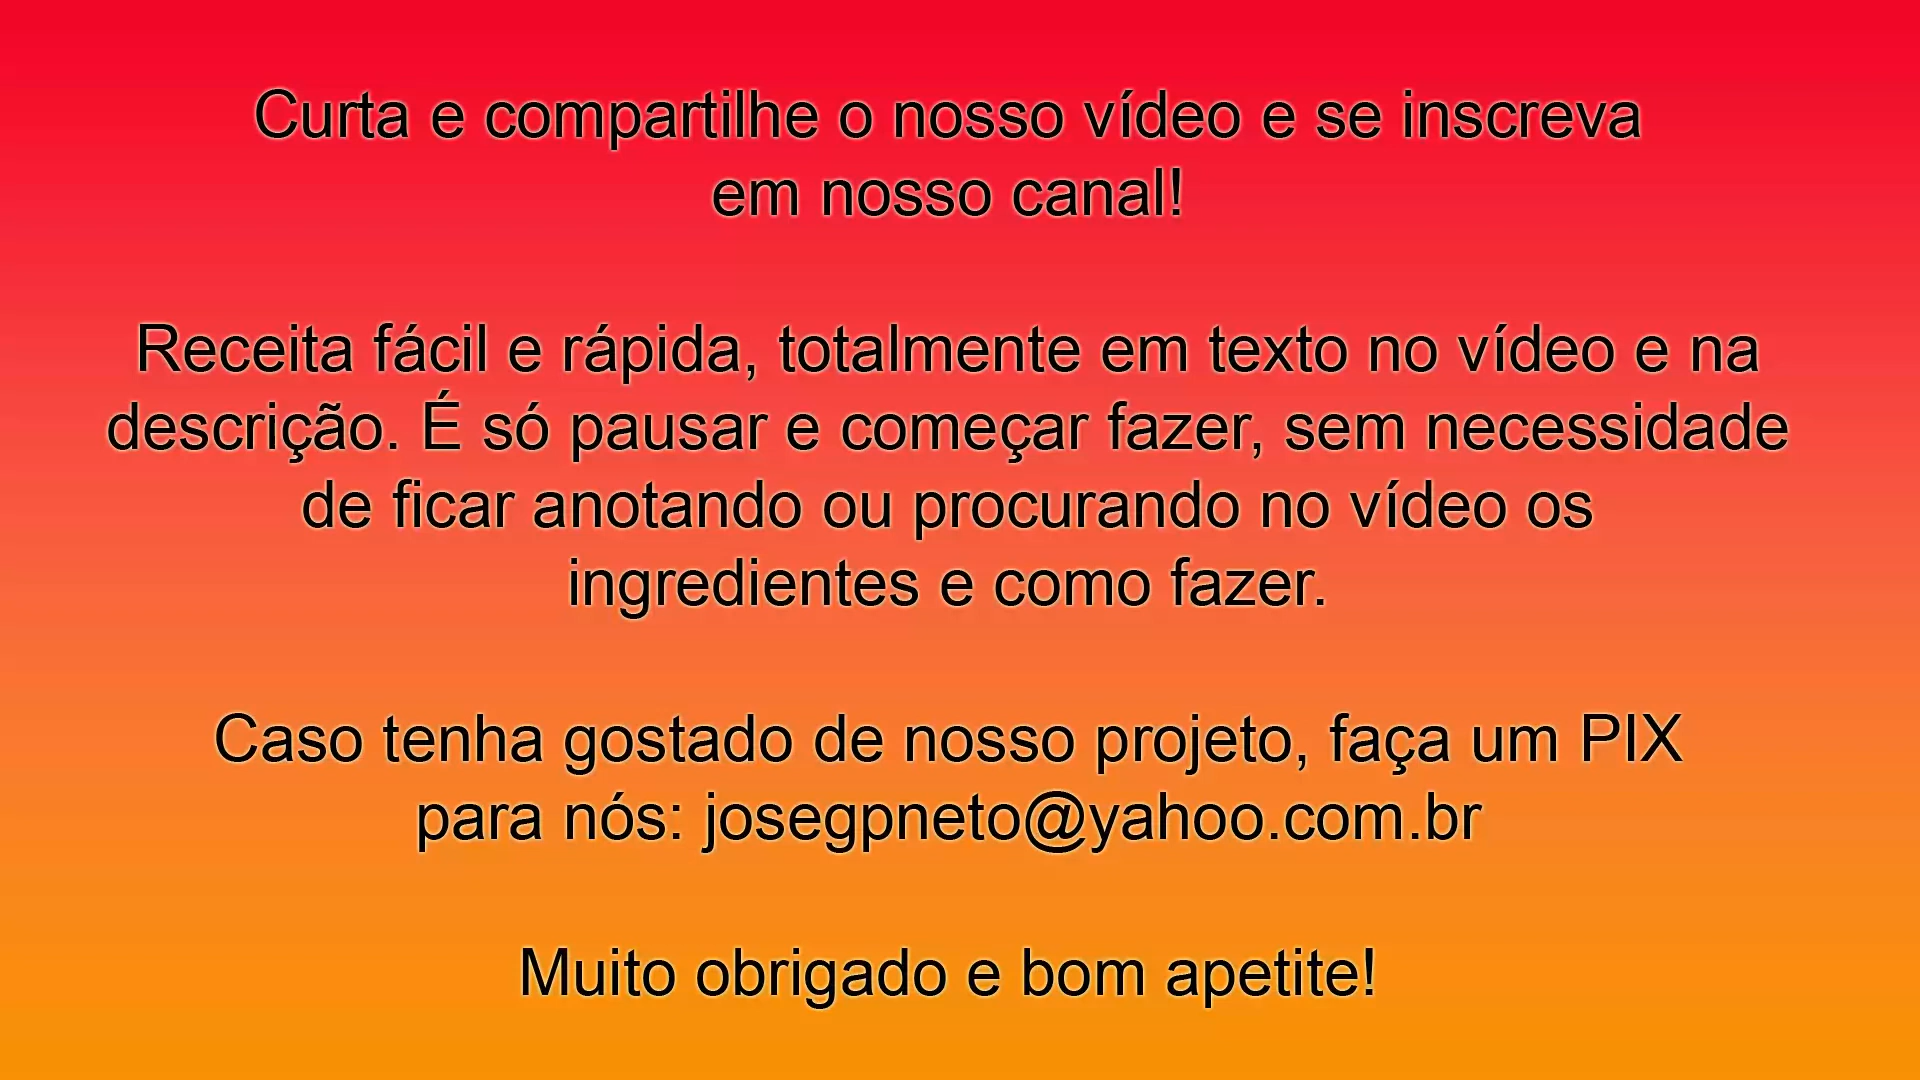 Curta e compartilhe o nosso vídeo e se inscreva
em nosso canal!
Receita fácil e rápida, totalmente em texto no vídeo e na
descrição. É só pausar e começar fazer, sem necessidade
de ficar anotando ou procurando no vídeo os
ingredientes e como fazer.
Caso tenha gostado de nosso projeto, faça um PIX
para nós: josegpneto@yahoo.com.br
Muito obrigado e bom apetite!